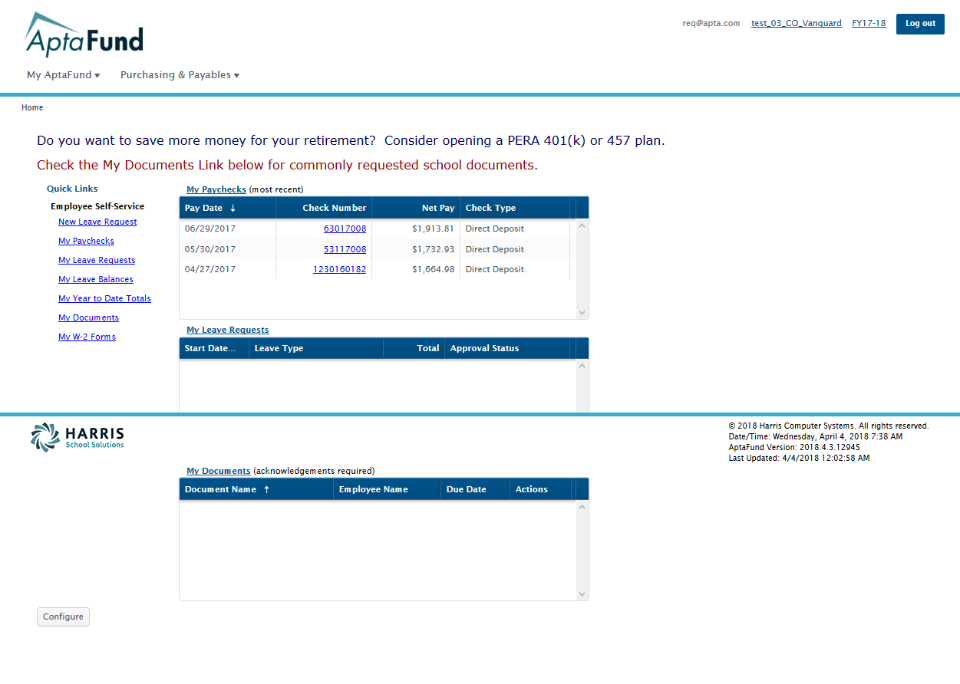 AptaFund
req@apta.com test_03_CO_Vanguard FY17-18 Log out
My AptaFund ▾ Purchasing & Payables ▾
Home
Do you want to save more money for your retirement? Consider opening a PERA 401(k) or 457 plan.
Check the My Documents Link below for commonly requested school documents.
Quick Links
Employee Self-Service
New Leave Request
My Paychecks
My Leave Requests
My Leave Balances
My Year to Date Totals
My Documents
My W-2 Forms
My Paychecks (most recent)
Pay Date ↓ Check Number Net Pay Check Type
06/29/2017 63017008 $1,913.81 Direct Deposit
05/30/2017 53117008 $1,732.93 Direct Deposit
04/27/2017 1230160182 $1,664.98 Direct Deposit
My Leave Requests
Start Date... Leave Type Total Approval Status
HARRIS
School Solutions
© 2018 Harris Computer Systems. All rights reserved.
Date/Time: Wednesday, April 4, 2018 7:38 AM
AptaFund Version: 2018.4.3.12945
Last Updated: 4/4/2018 12:02:58 AM
My Documents (acknowledgements required)
Document Name ↑ Employee Name Due Date Actions
Configure